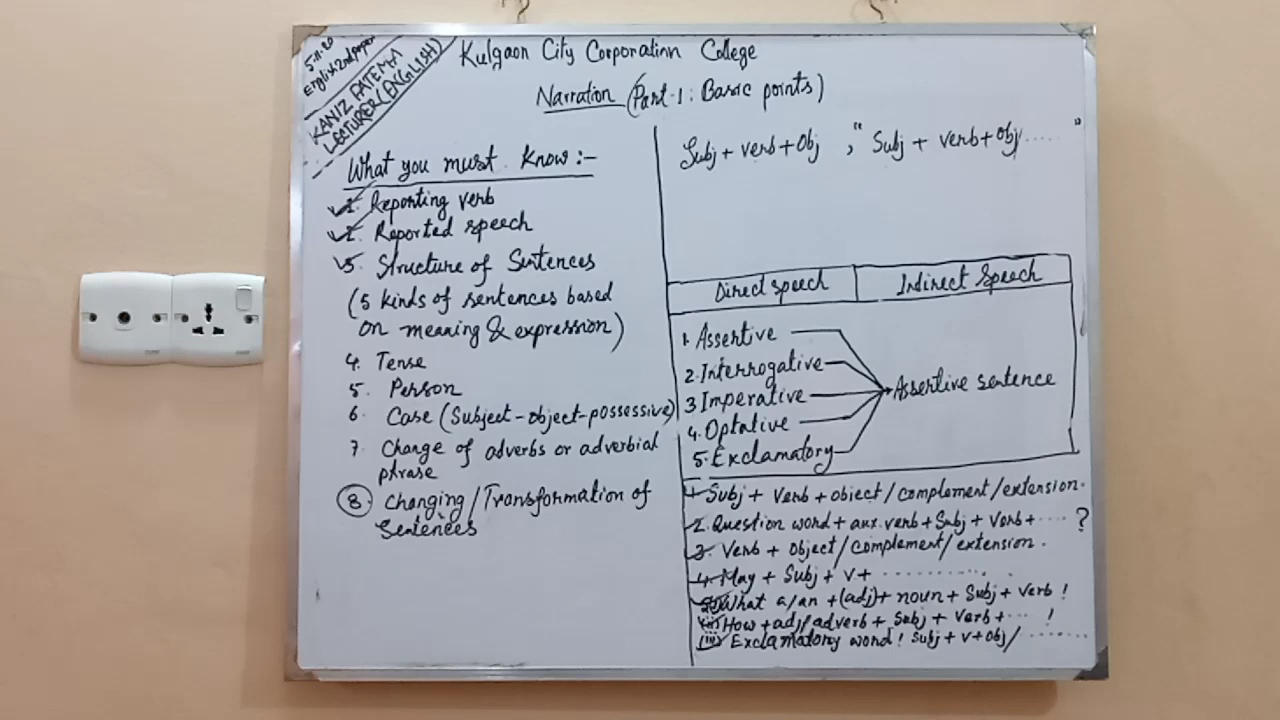 5.11.20
English 2nd paper
KANIZ FATEMA
LECTURER (ENGLISH)
Kulgaon City Corporation College
Narration (Part-1: Basic points)
What you must know :-
1. Reporting verb
2. Reported speech
3. Structure of Sentences
(5 kinds of sentences based
on meaning & expression)
4. Tense
5. Person
6. Case (Subject-object-possessive)
7. Change of adverbs or adverbial
phrase
8 Changing/Transformation of
Sentences
Subj + verb + Obj , "Subj + verb + Obj ......"
Direct speech Indirect Speech
1. Assertive
2. Interrogative
3 Imperative
4. Optative
5. Exclamatory
Assertive sentence
1. Subj + Verb + object/complement/extension.
2. Question word + aux. verb + Subj + Verb + .... ?
3. Verb + object/complement/extension.
4. May + Subj + v + ..........
What a/an + (adj) + noun + Subj + verb !
(ii) How + adj/adverb + Subj + Verb + ... !
(iii) Exclamatory word! Subj + v + obj/ .......